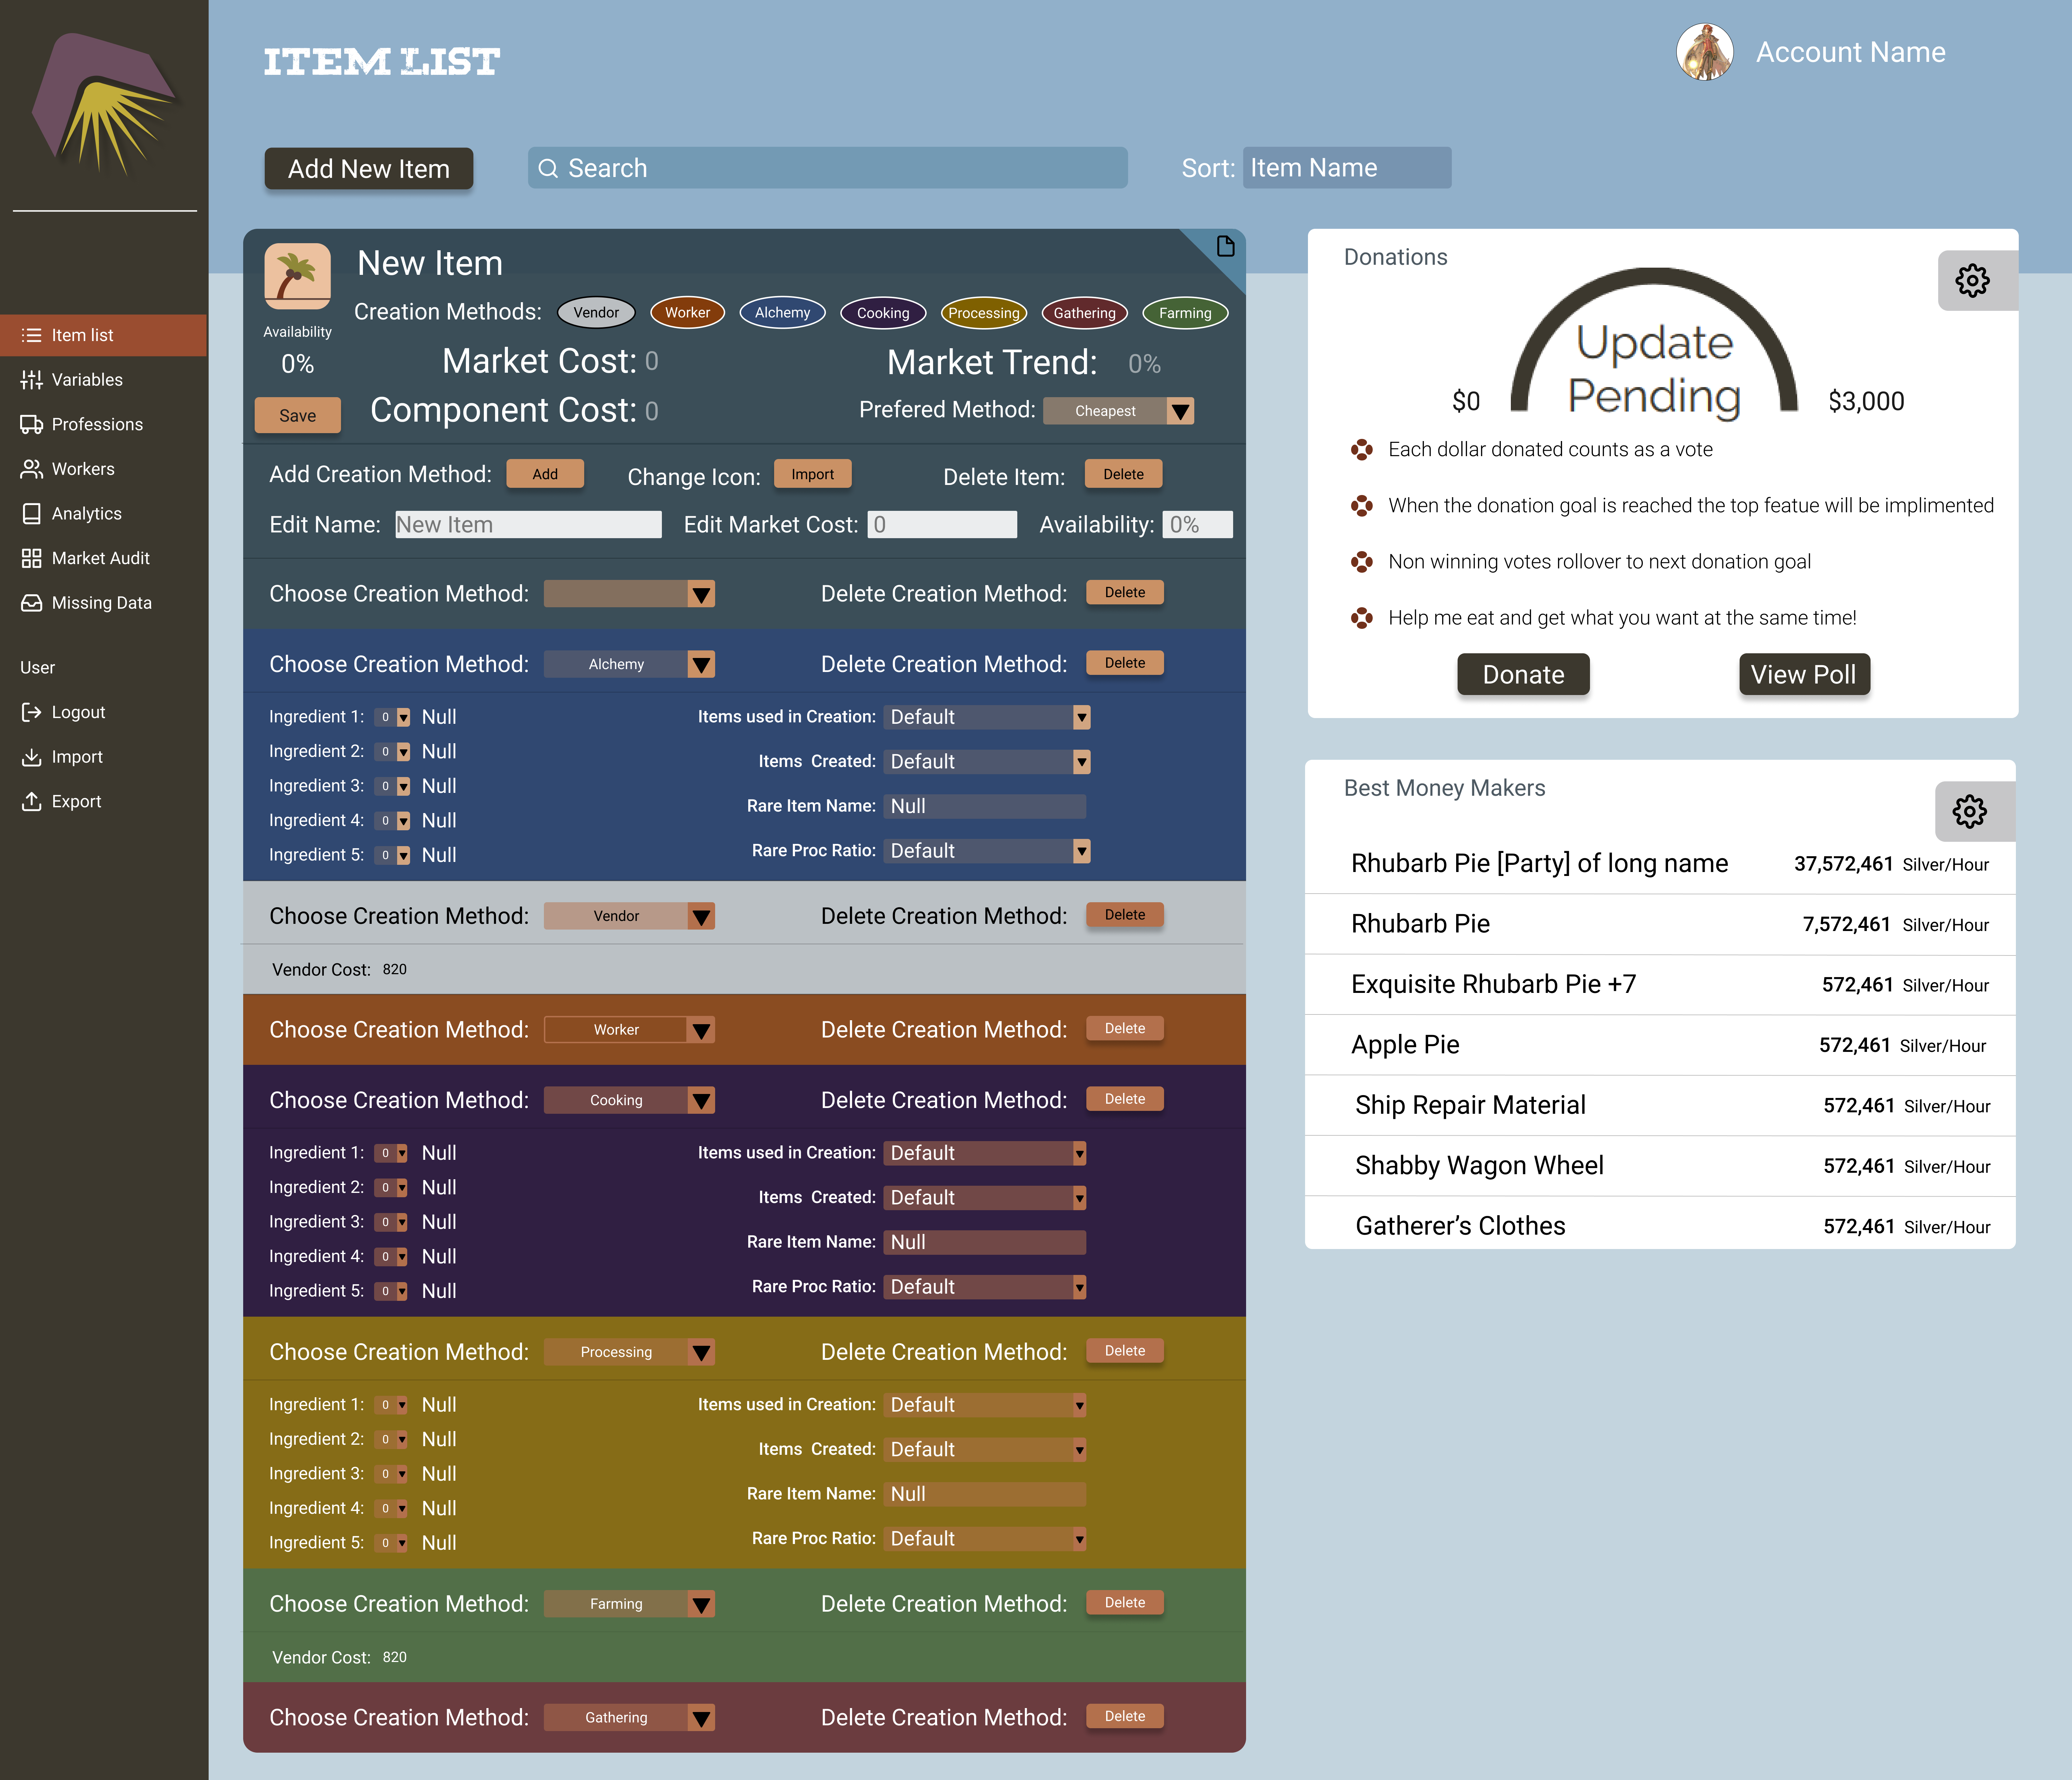 ITEM LIST
Account Name
Add New Item
Search
Sort: Item Name
Item list
Variables
Professions
Workers
Analytics
Market Audit
Missing Data
User
Logout
Import
Export
New Item
Creation Methods: Vendor Worker Alchemy Cooking Processing Gathering Farming
Availability
0%
Market Cost: 0
Market Trend: 0%
Save
Component Cost: 0
Prefered Method: Cheapest
Add Creation Method: Add
Change Icon: Import
Delete Item: Delete
Edit Name: New Item
Edit Market Cost: 0
Availability: 0%
Choose Creation Method:
Delete Creation Method: Delete
Choose Creation Method: Alchemy
Delete Creation Method: Delete
Ingredient 1: 0 Null
Ingredient 2: 0 Null
Ingredient 3: 0 Null
Ingredient 4: 0 Null
Ingredient 5: 0 Null
Items used in Creation: Default
Items Created: Default
Rare Item Name: Null
Rare Proc Ratio: Default
Choose Creation Method: Vendor
Delete Creation Method: Delete
Vendor Cost: 820
Choose Creation Method: Worker
Delete Creation Method: Delete
Choose Creation Method: Cooking
Delete Creation Method: Delete
Ingredient 1: 0 Null
Ingredient 2: 0 Null
Ingredient 3: 0 Null
Ingredient 4: 0 Null
Ingredient 5: 0 Null
Items used in Creation: Default
Items Created: Default
Rare Item Name: Null
Rare Proc Ratio: Default
Choose Creation Method: Processing
Delete Creation Method: Delete
Ingredient 1: 0 Null
Ingredient 2: 0 Null
Ingredient 3: 0 Null
Ingredient 4: 0 Null
Ingredient 5: 0 Null
Items used in Creation: Default
Items Created: Default
Rare Item Name: Null
Rare Proc Ratio: Default
Choose Creation Method: Farming
Delete Creation Method: Delete
Vendor Cost: 820
Choose Creation Method: Gathering
Delete Creation Method: Delete
Donations
Update
Pending
$0
$3,000
Each dollar donated counts as a vote
When the donation goal is reached the top featue will be implimented
Non winning votes rollover to next donation goal
Help me eat and get what you want at the same time!
Donate
View Poll
Best Money Makers
Rhubarb Pie [Party] of long name 37,572,461 Silver/Hour
Rhubarb Pie 7,572,461 Silver/Hour
Exquisite Rhubarb Pie +7 572,461 Silver/Hour
Apple Pie 572,461 Silver/Hour
Ship Repair Material 572,461 Silver/Hour
Shabby Wagon Wheel 572,461 Silver/Hour
Gatherer’s Clothes 572,461 Silver/Hour